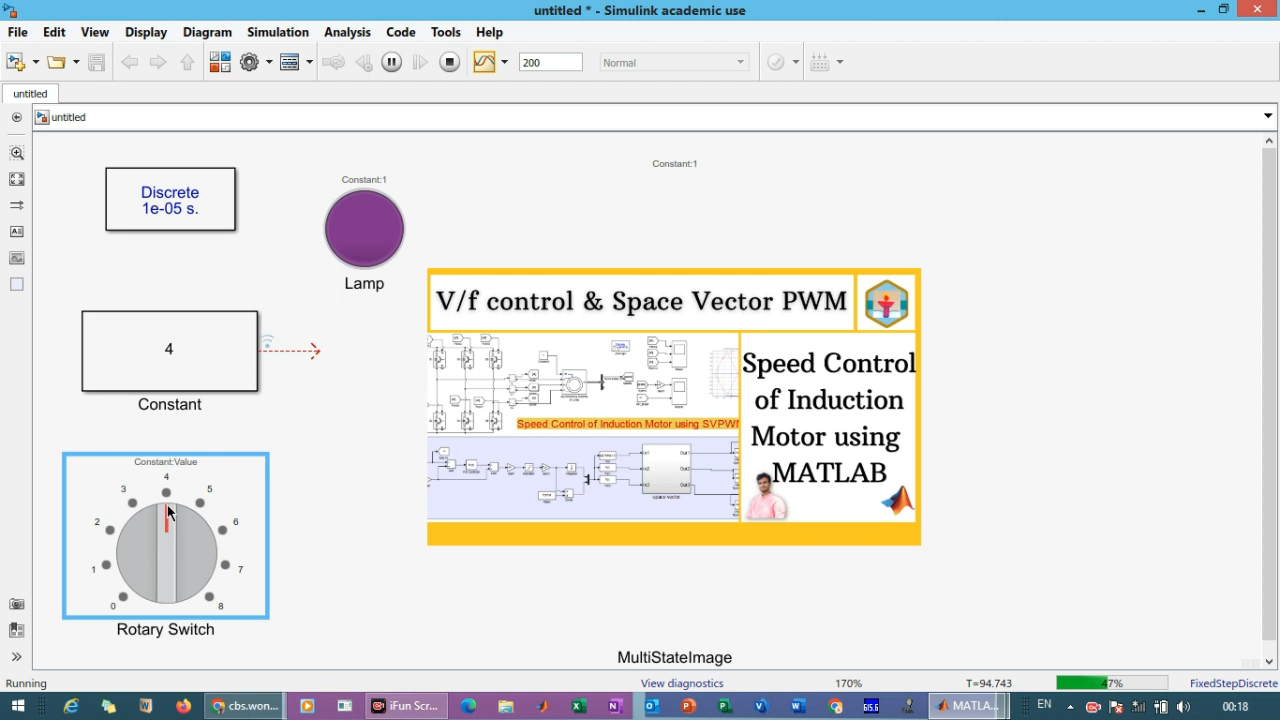 untitled * - Simulink academic use
File Edit View Display Diagram Simulation Analysis Code Tools Help
200
Normal
untitled
untitled
Discrete
1e-05 s.
Constant:1
Lamp
Constant:1
4
Constant
Constant:Value
0
1
2
3
4
5
6
7
8
Rotary Switch
V/f control & Space Vector PWM
Speed Control of Induction Motor using SVPWM
space vector
Speed Control
of Induction
Motor using
MATLAB
MultiStateImage
Running
View diagnostics
170%
T=94.743
47%
FixedStepDiscrete
cbs.won...
iFun Scr...
MATLA...
EN
00:18